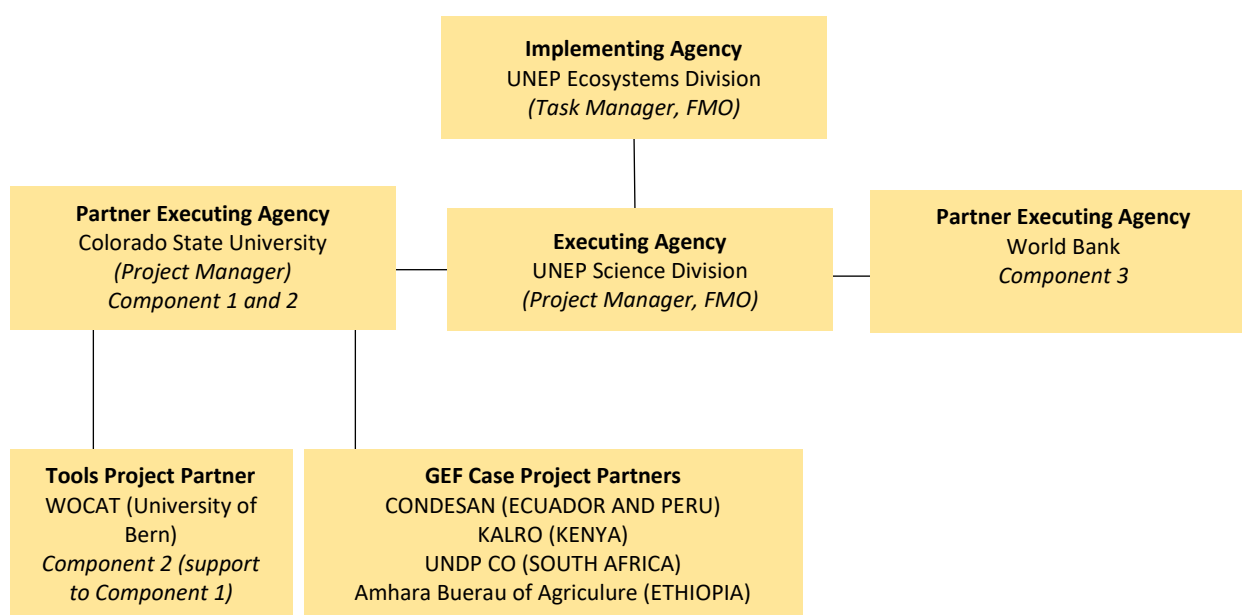 Implementing Agency
UNEP Ecosystems Division
(Task Manager, FMO)
Partner Executing Agency
Colorado State University
(Project Manager)
Component 1 and 2
Executing Agency
UNEP Science Division
(Project Manager, FMO)
Partner Executing Agency
World Bank
Component 3
Tools Project Partner
WOCAT (University of
Bern)
Component 2 (support
to Component 1)
GEF Case Project Partners
CONDESAN (ECUADOR AND PERU)
KALRO (KENYA)
UNDP CO (SOUTH AFRICA)
Amhara Buerau of Agriculure (ETHIOPIA)